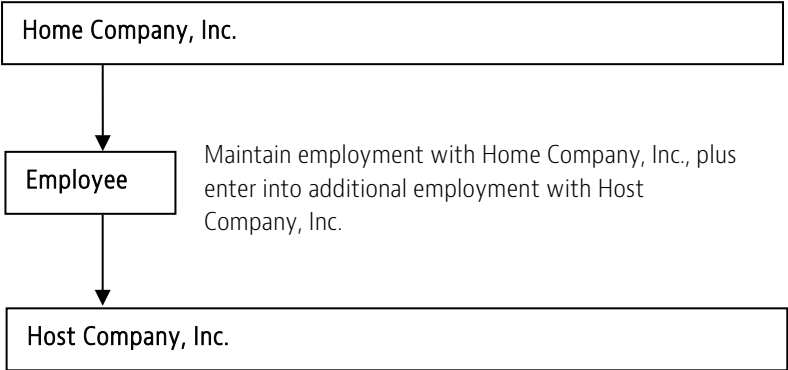 Home Company, Inc.
Employee
Maintain employment with Home Company, Inc., plus
enter into additional employment with Host
Company, Inc.
Host Company, Inc.